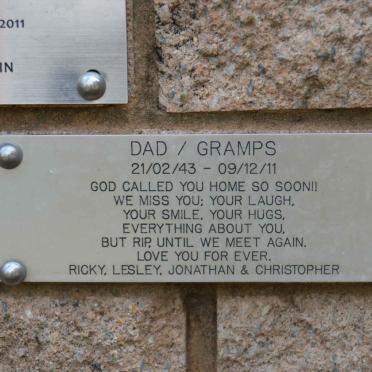 2011
IN
DAD / GRAMPS
21/02/43 - 09/12/11
GOD CALLED YOU HOME SO SOON!!
WE MISS YOU; YOUR LAUGH,
YOUR SMILE, YOUR HUGS,
EVERYTHING ABOUT YOU,
BUT RIP, UNTIL WE MEET AGAIN.
LOVE YOU FOR EVER.
RICKY, LESLEY, JONATHAN & CHRISTOPHER